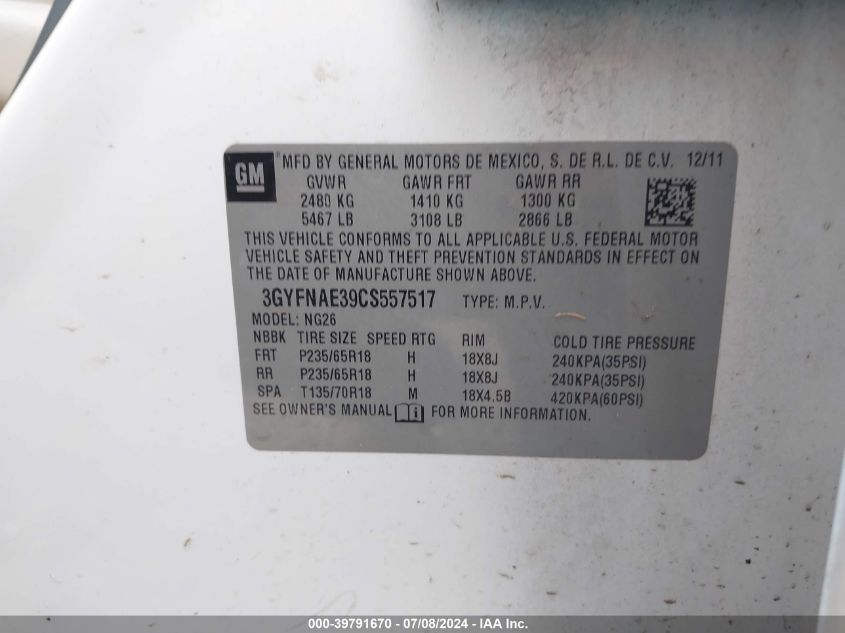 GM
MFD BY GENERAL MOTORS DE MEXICO, S. DE R.L. DE C.V. 12/11
GVWR GAWR FRT GAWR RR
2480 KG 1410 KG 1300 KG
5467 LB 3108 LB 2866 LB
THIS VEHICLE CONFORMS TO ALL APPLICABLE U.S. FEDERAL MOTOR
VEHICLE SAFETY AND THEFT PREVENTION STANDARDS IN EFFECT ON
THE DATE OF MANUFACTURE SHOWN ABOVE.
3GYFNAE39CS557517 TYPE: M.P.V.
MODEL: NG26
NBBK TIRE SIZE SPEED RTG RIM COLD TIRE PRESSURE
FRT P235/65R18 H 18X8J 240KPA(35PSI)
RR P235/65R18 H 18X8J 240KPA(35PSI)
SPA T135/70R18 M 18X4.5B 420KPA(60PSI)
SEE OWNER'S MANUAL i FOR MORE INFORMATION.
000-39791670 - 07/08/2024 - IAA Inc.